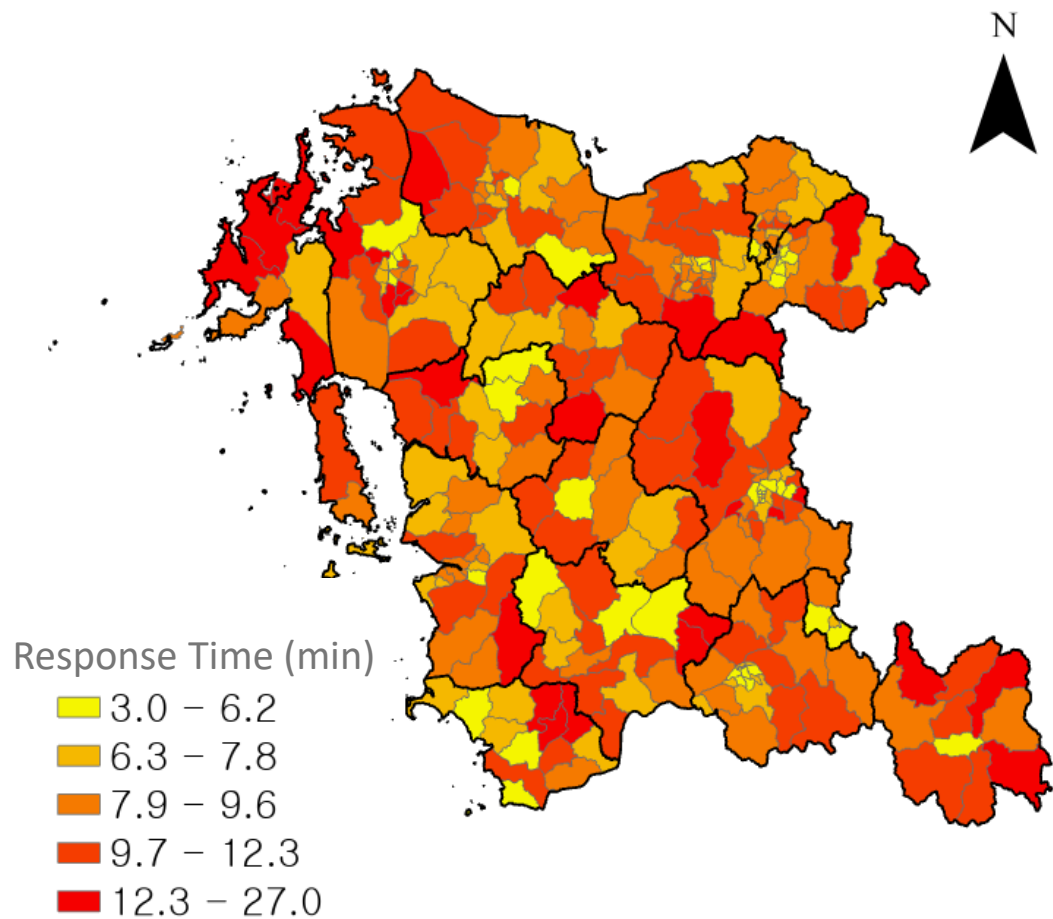 N
Response Time (min)
3.0 – 6.2
6.3 – 7.8
7.9 – 9.6
9.7 – 12.3
12.3 – 27.0